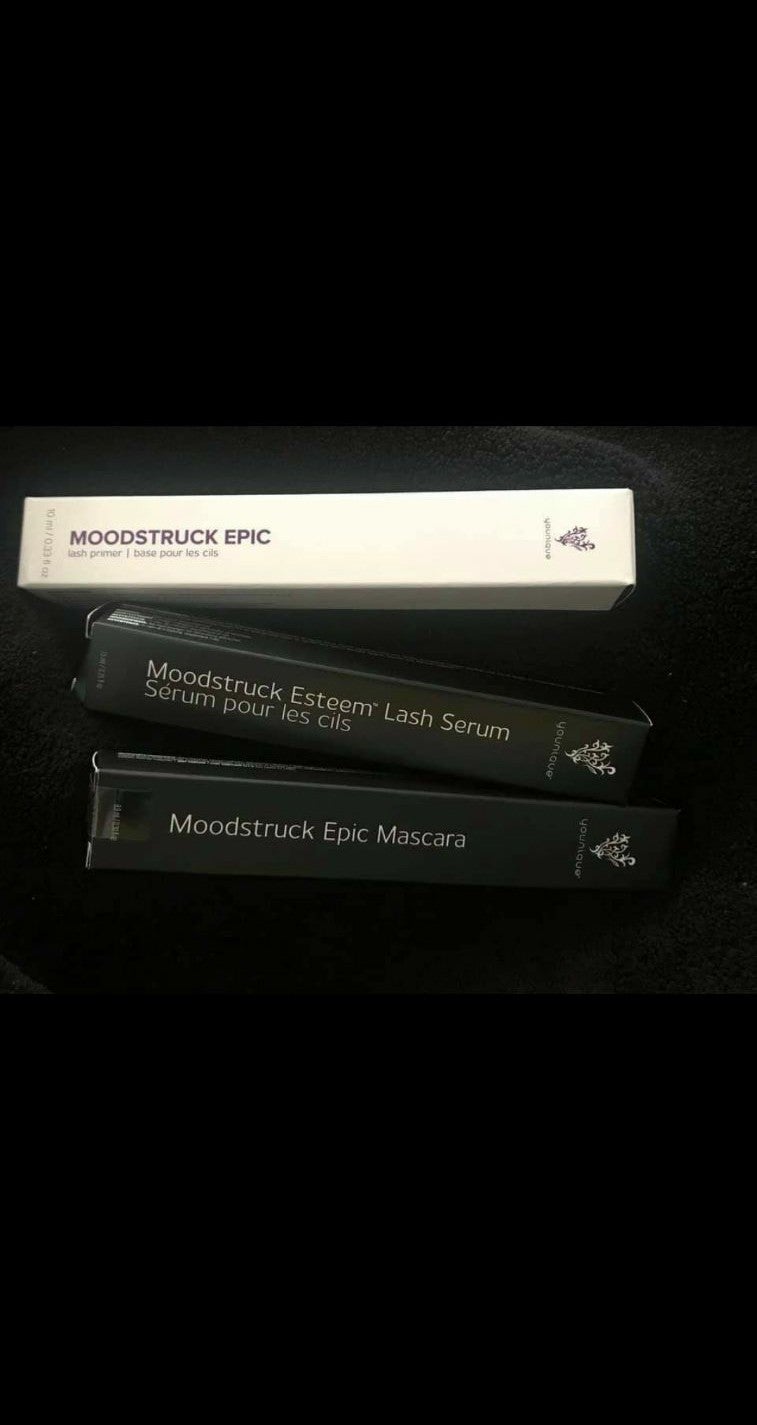 10 ml / 0.33 fl oz
MOODSTRUCK EPIC
lash primer | base pour les cils
younique
Moodstruck Esteem™ Lash Serum
Sérum pour les cils
younique®
Moodstruck Epic Mascara
younique®